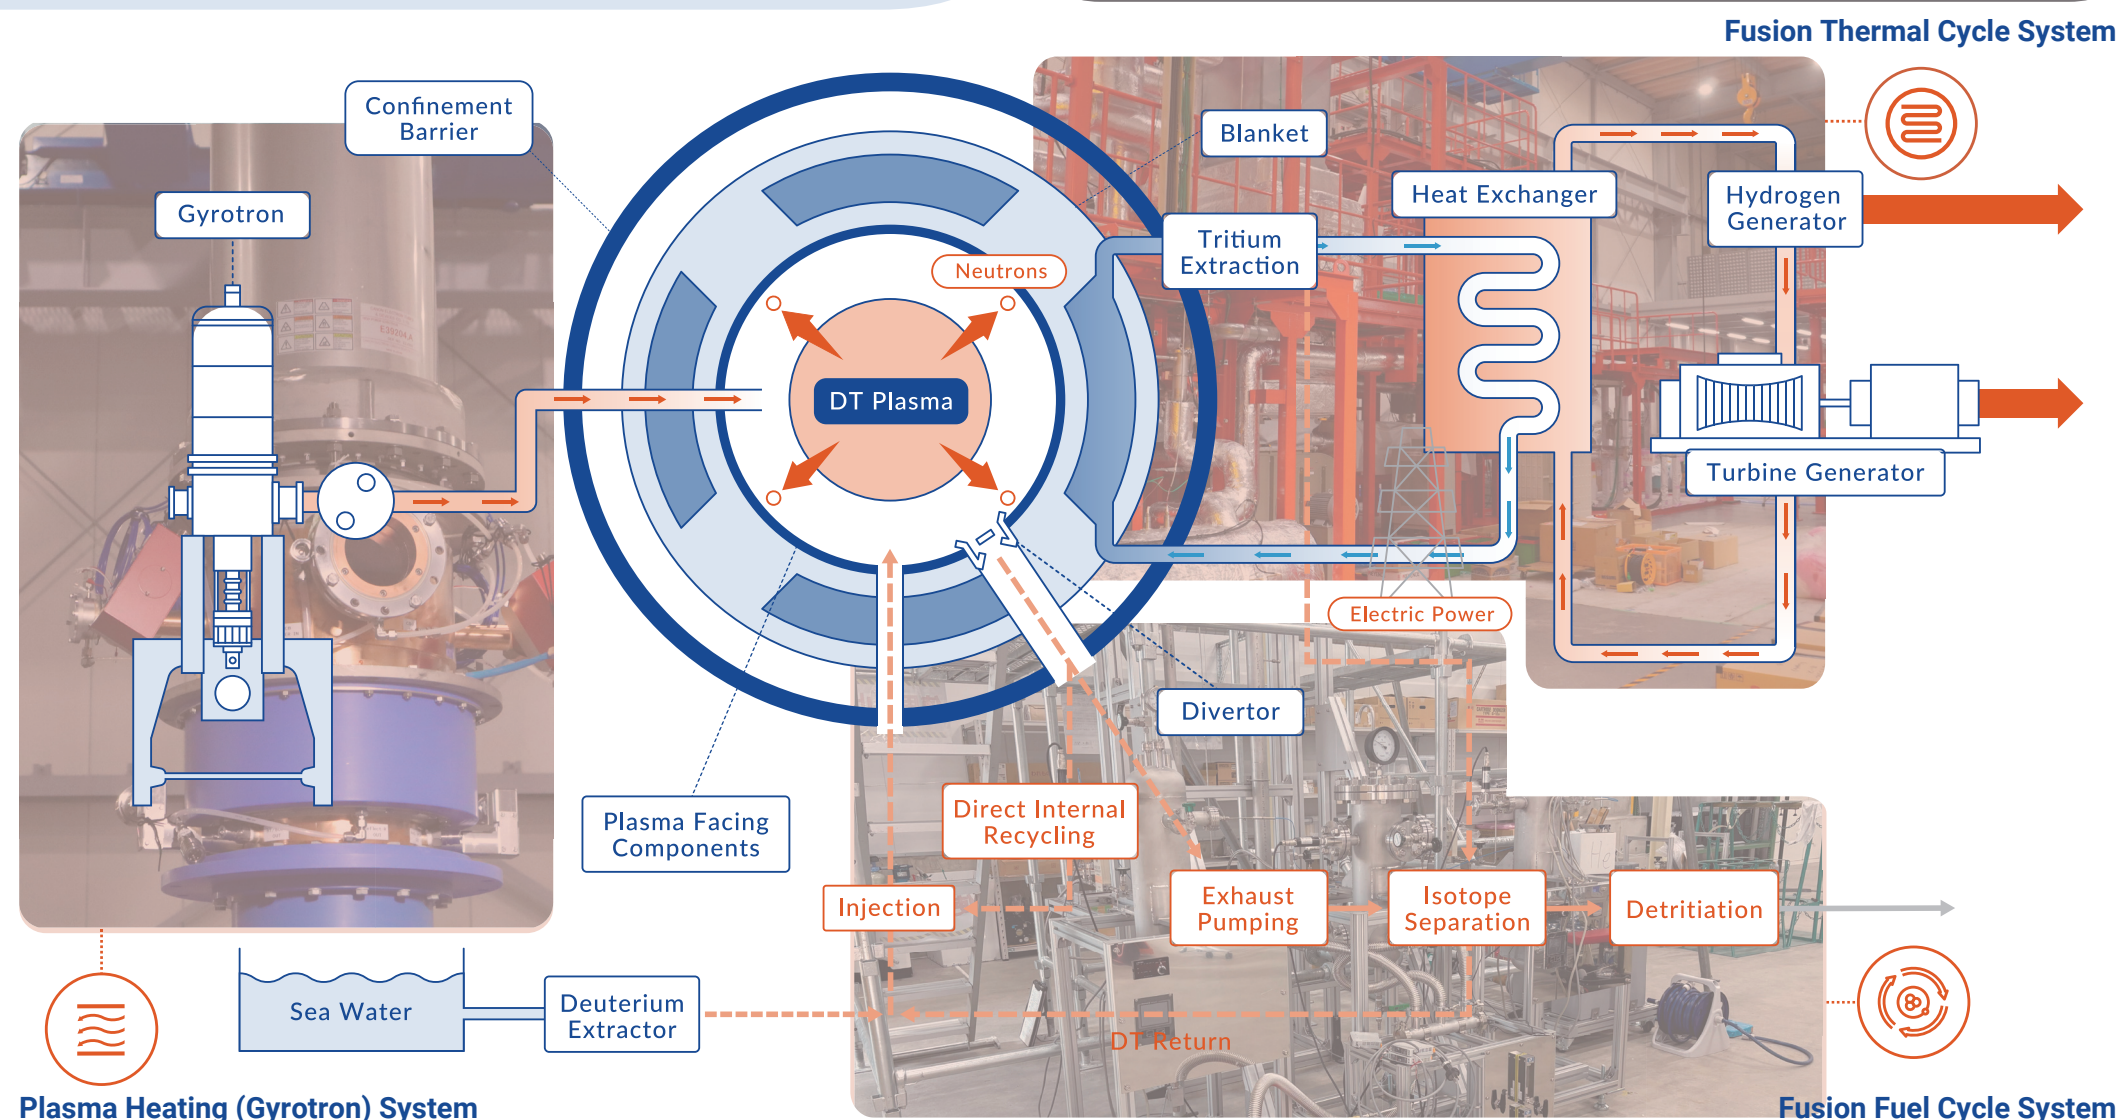 Fusion Thermal Cycle System
Confinement
Barrier
Blanket
Gyrotron
Heat Exchanger
Hydrogen
Generator
Tritium
Extraction
Neutrons
DT Plasma
Turbine Generator
Electric Power
Divertor
Plasma Facing
Components
Direct Internal
Recycling
Injection
Exhaust
Pumping
Isotope
Separation
Detritiation
Sea Water
Deuterium
Extractor
DT Return
Plasma Heating (Gyrotron) System
Fusion Fuel Cycle System